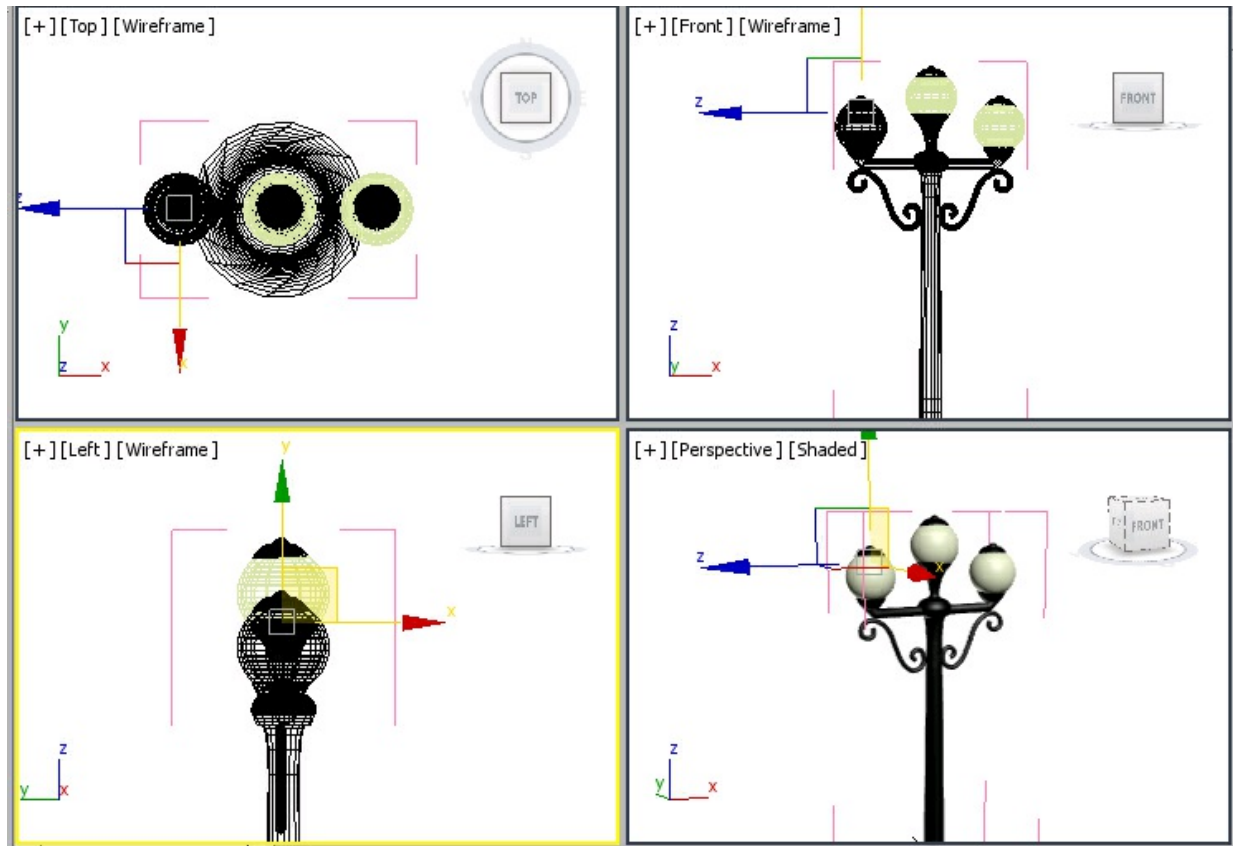 [+][Top][Wireframe]
N
W
TOP
E
S
z
x
y
z
x
[+][Front][Wireframe]
FRONT
z
z
y
x
[+][Left][Wireframe]
y
LEFT
x
z
y
x
[+][Perspective][Shaded]
FRONT
z
x
z
y
x